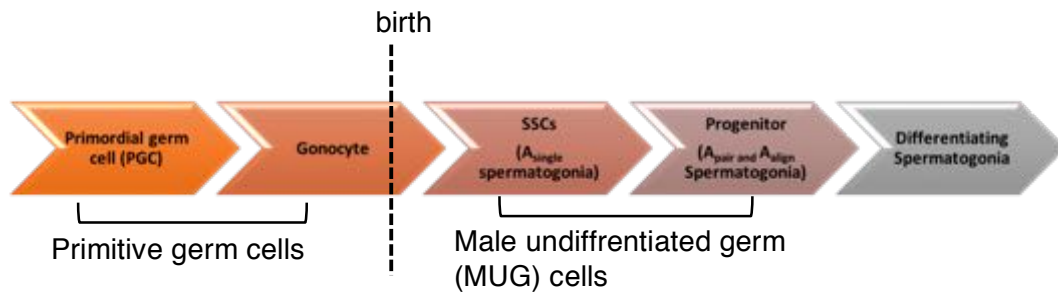 birth
Primordial germ
cell (PGC)
Gonocyte
SSCs
(Asingle
spermatogonia)
Progenitor
(Apair and Aalign
Spermatogonia)
Differentiating
Spermatogonia
Primitive germ cells
Male undiffrentiated germ
(MUG) cells